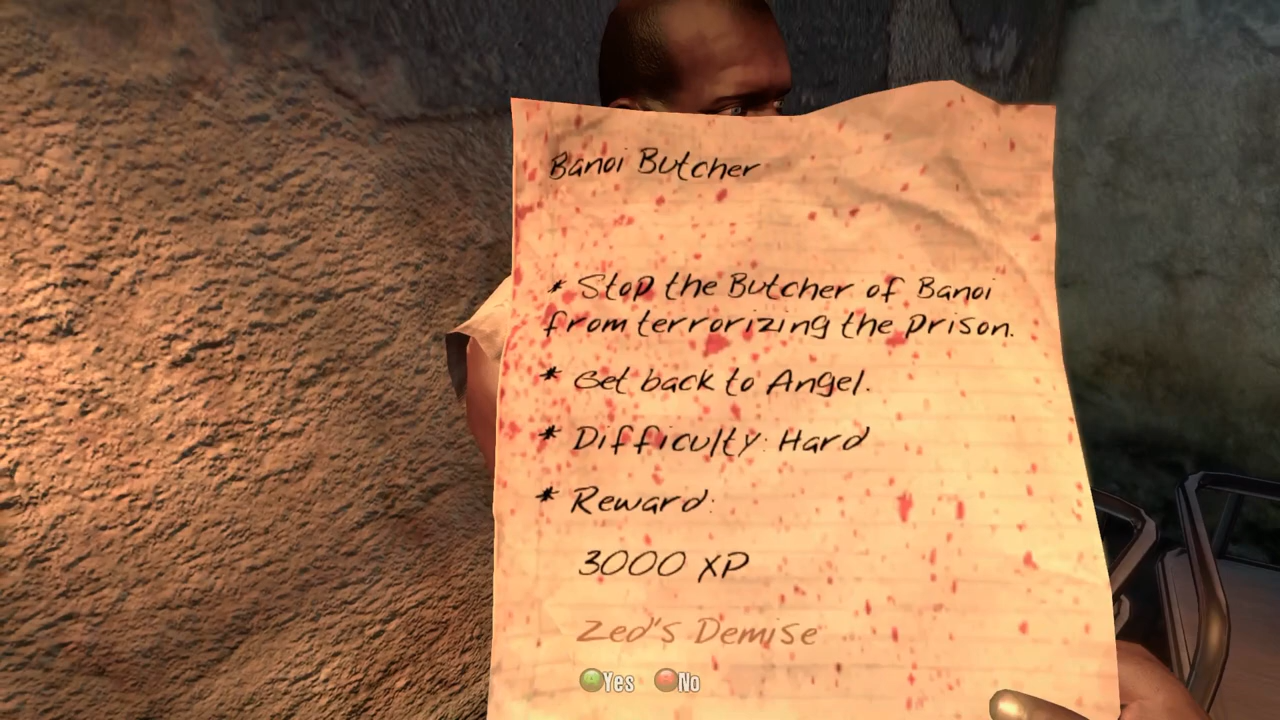 Banoi Butcher
* Stop the Butcher of Banoi
from terrorizing the prison.
* Get back to Angel.
* Difficulty: Hard
* Reward:
3000 XP
Zed's Demise
Yes No